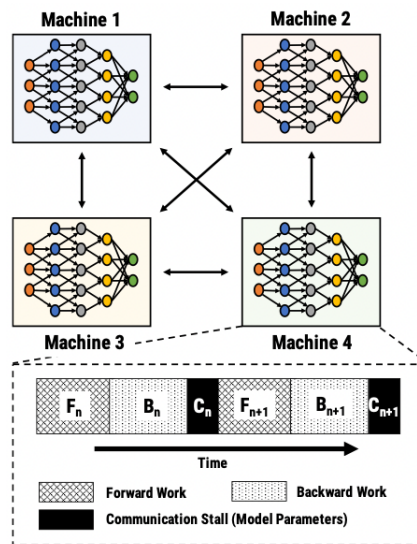 Machine 1
Machine 2
Machine 3
Machine 4
Fn Bn Cn Fn+1 Bn+1 Cn+1
Time
Forward Work
Backward Work
Communication Stall (Model Parameters)